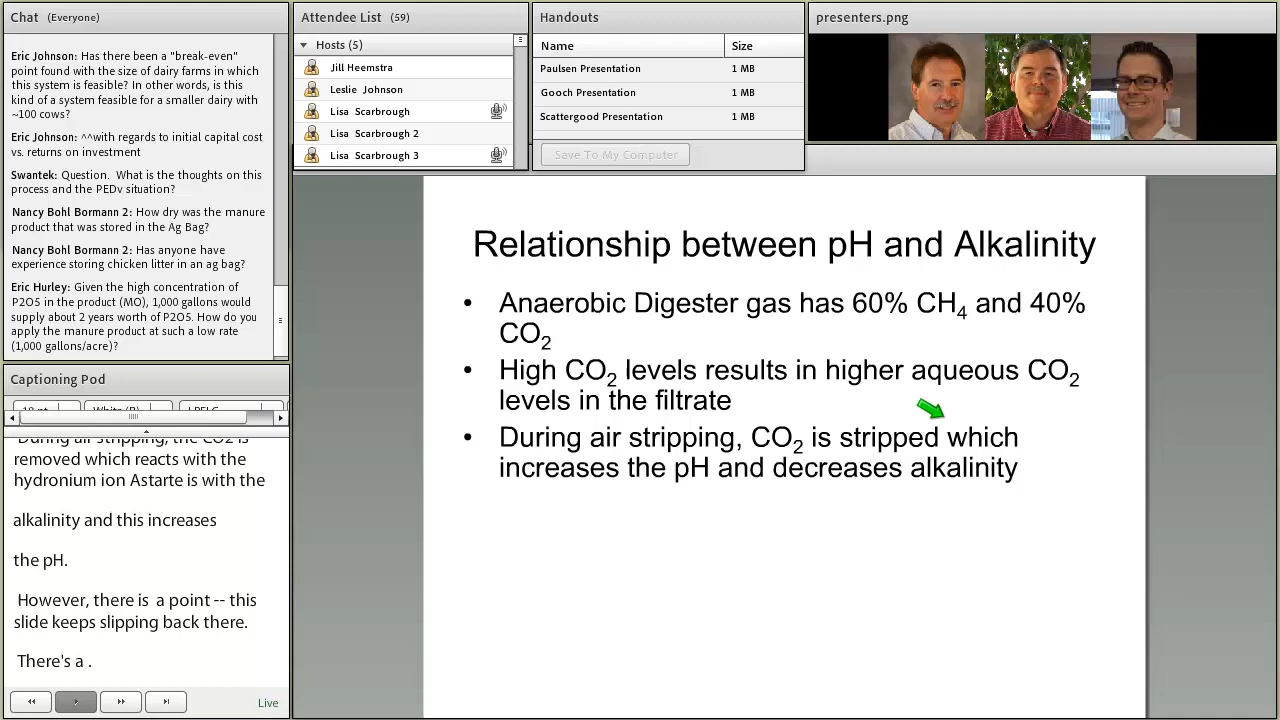 Chat (Everyone)
Eric Johnson: Has there been a "break-even"
point found with the size of dairy farms in which
this system is feasible? In other words, is this
kind of a system feasible for a smaller dairy with
~100 cows?
Eric Johnson: ^^with regards to initial capital cost
vs. returns on investment
Swantek: Question. What is the thoughts on this
process and the PEDv situation?
Nancy Bohl Bormann 2: How dry was the manure
product that was stored in the Ag Bag?
Nancy Bohl Bormann 2: Has anyone have
experience storing chicken litter in an ag bag?
Eric Hurley: Given the high concentration of
P2O5 in the product (MO), 1,000 gallons would
supply about 2 years worth of P2O5. How do you
apply the manure product at such a low rate
(1,000 gallons/acre)?
Captioning Pod
During air stripping, the CO2 is
removed which reacts with the
hydronium ion Astarte is with the
alkalinity and this increases
the pH.
However, there is a point -- this
slide keeps slipping back there.
There's a .
Live
Attendee List (59)
Hosts (5)
Jill Heemstra
Leslie Johnson
Lisa Scarbrough
Lisa Scarbrough 2
Lisa Scarbrough 3
Handouts
Name Size
Paulsen Presentation 1 MB
Gooch Presentation 1 MB
Scattergood Presentation 1 MB
Save To My Computer
presenters.png
Relationship between pH and Alkalinity
• Anaerobic Digester gas has 60% CH4 and 40%
CO2
• High CO2 levels results in higher aqueous CO2
levels in the filtrate
• During air stripping, CO2 is stripped which
increases the pH and decreases alkalinity